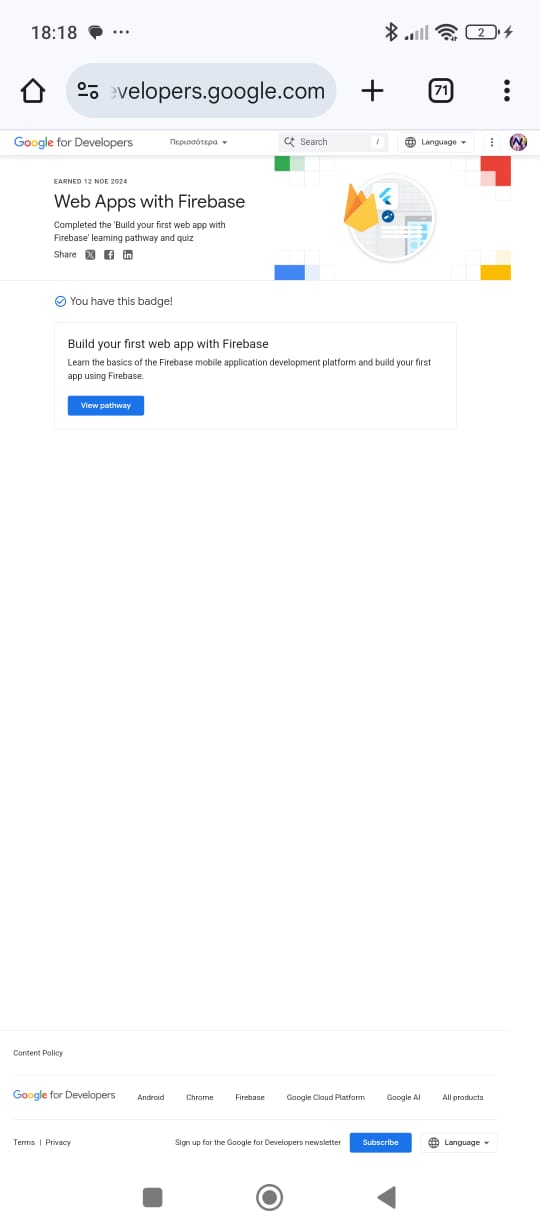 18:18
2
velopers.google.com
71
Google for Developers
Περισσότερα
Search
/
Language
EARNED 12 ΝΟΕ 2024
Web Apps with Firebase
Completed the 'Build your first web app with
Firebase' learning pathway and quiz
Share
You have this badge!
Build your first web app with Firebase
Learn the basics of the Firebase mobile application development platform and build your first
app using Firebase.
View pathway
Content Policy
Google for Developers
Android
Chrome
Firebase
Google Cloud Platform
Google AI
All products
Terms | Privacy
Sign up for the Google for Developers newsletter
Subscribe
Language